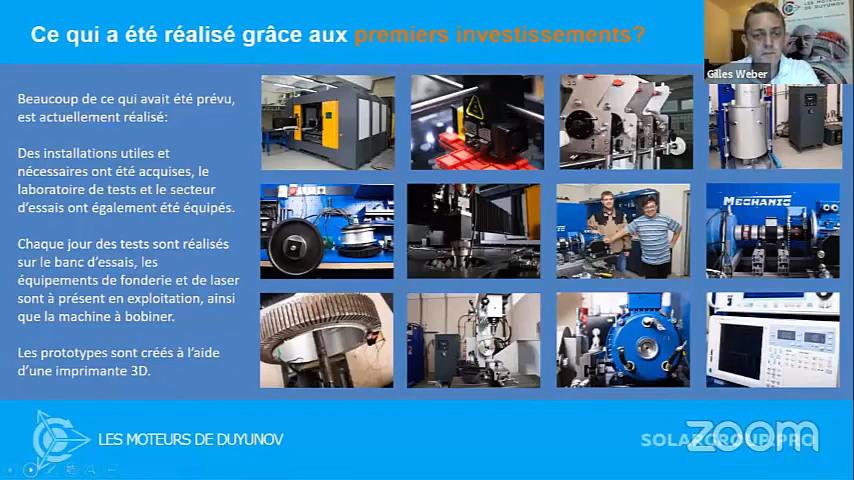 Ce qui a été réalisé grâce aux premiers investissements?
Gilles Weber
LES MOTEURS
DE DUYUNOV
Beaucoup de ce qui avait été prévu,
est actuellement réalisé:
Des installations utiles et
nécessaires ont été acquises, le
laboratoire de tests et le secteur
d'essais ont également été équipés.
Chaque jour des tests sont réalisés
sur le banc d'essais, les
équipements de fonderie et de laser
sont à présent en exploitation, ainsi
que la machine à bobiner.
Les prototypes sont créés à l'aide
d'une imprimante 3D.
MECHANIC
LES MOTEURS DE DUYUNOV
SOLARGROUP.PRO
zoom